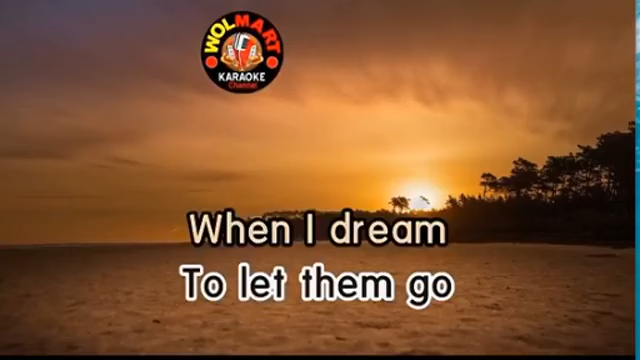 WOLMART
KARAOKE
Channel
When I dream
To let them go